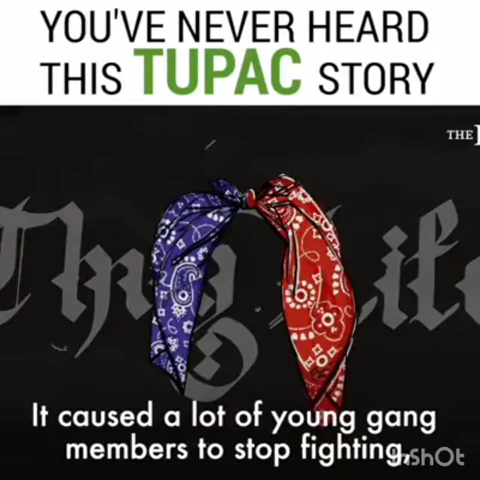 YOU'VE NEVER HEARD
THIS TUPAC STORY
THE
Thug Life
It caused a lot of young gang
members to stop fighting,
InShOt